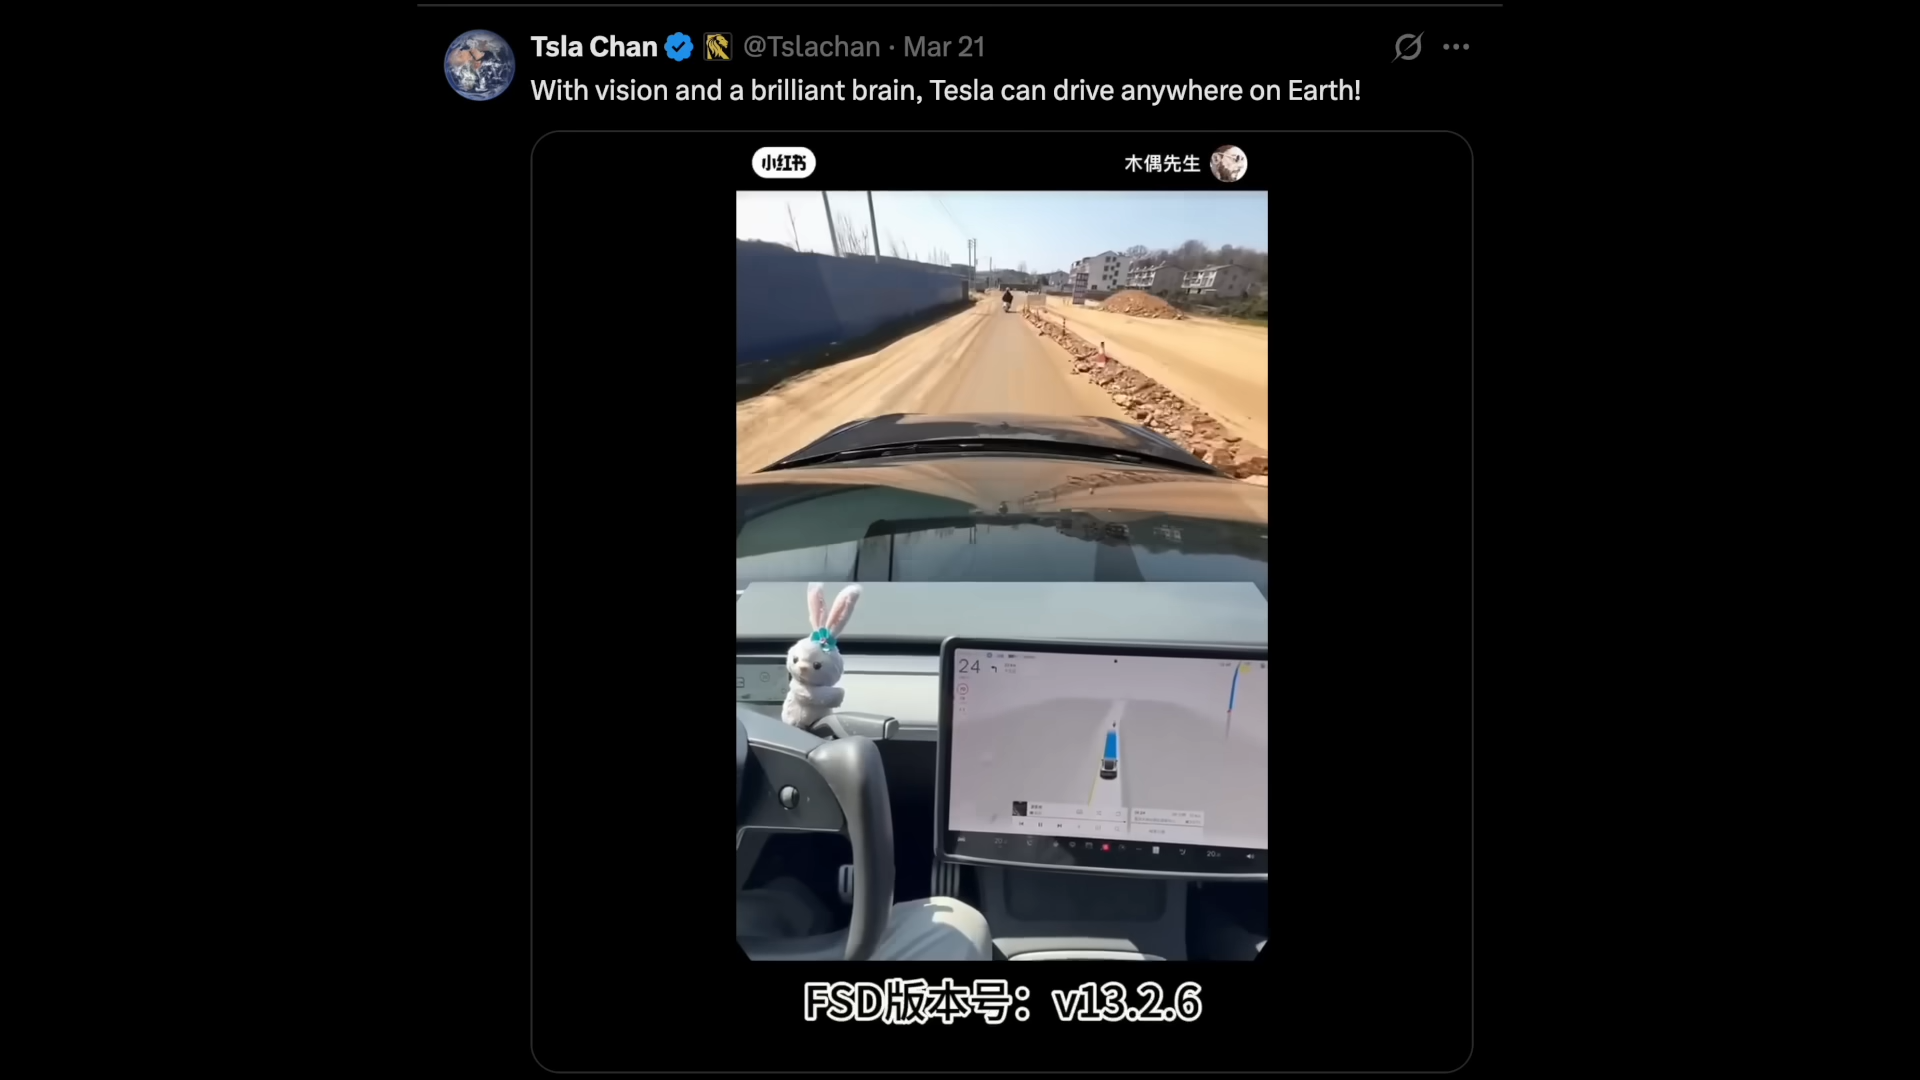 Tsla Chan @Tslachan · Mar 21
With vision and a brilliant brain, Tesla can drive anywhere on Earth!
小红书
木偶先生
24
FSD版本号：v13.2.6